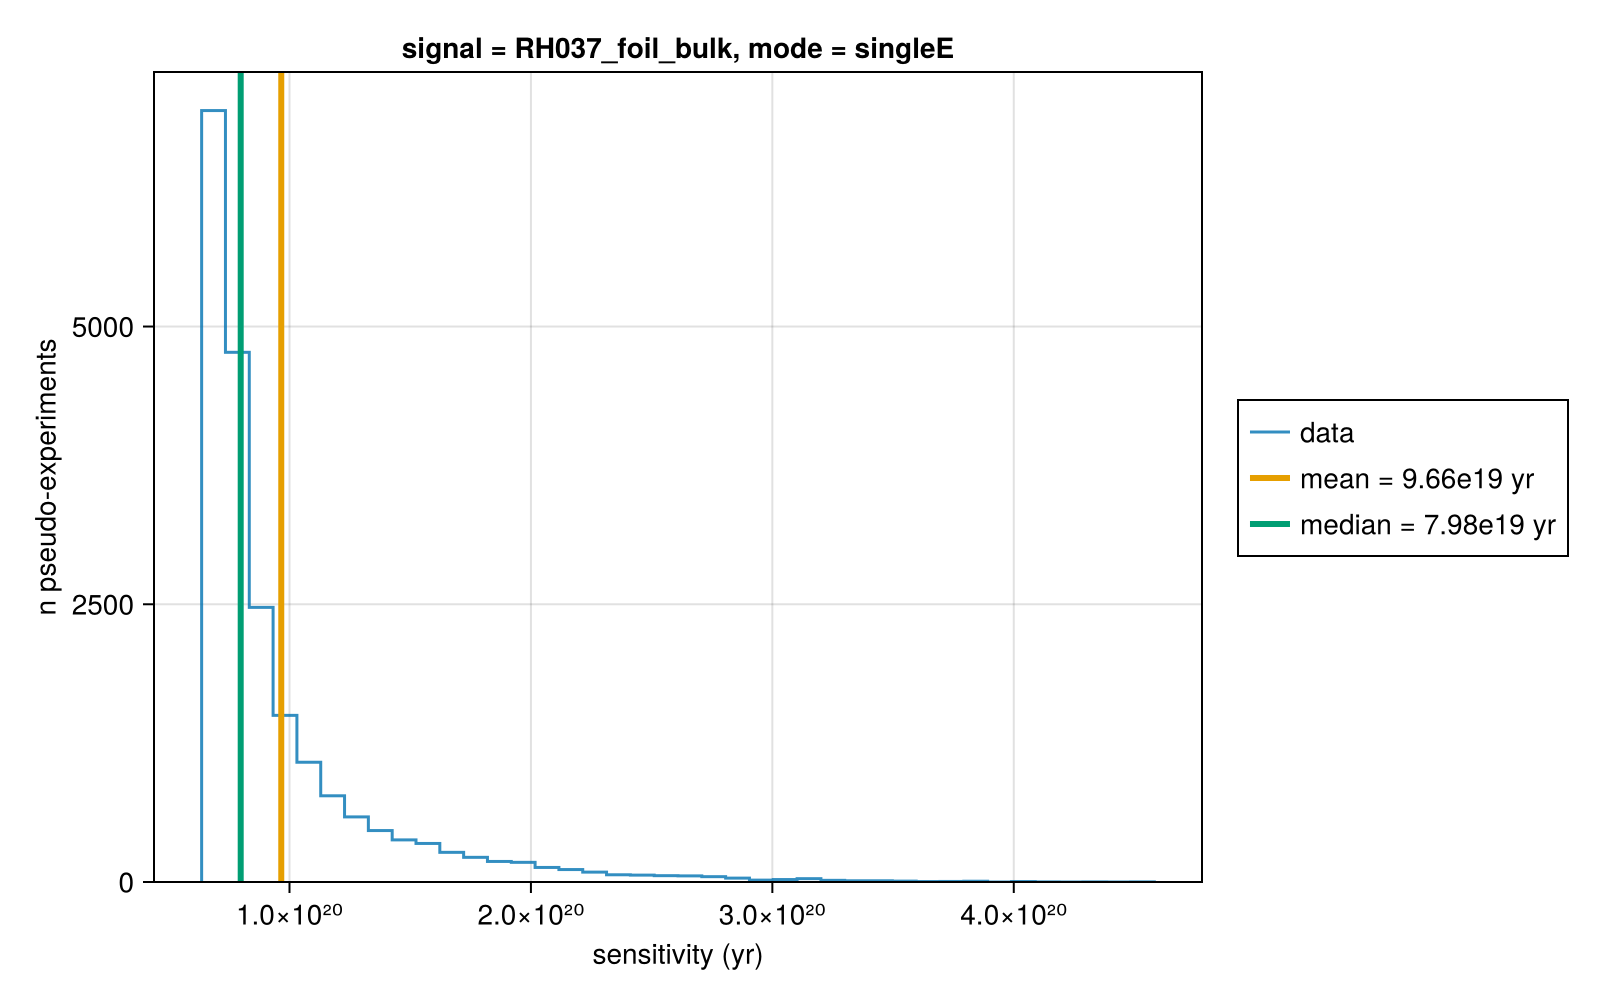 signal = RH037_foil_bulk, mode = singleE
n pseudo-experiments
5000
2500
0
1.0×10²⁰
2.0×10²⁰
3.0×10²⁰
4.0×10²⁰
sensitivity (yr)
data
mean = 9.66e19 yr
median = 7.98e19 yr